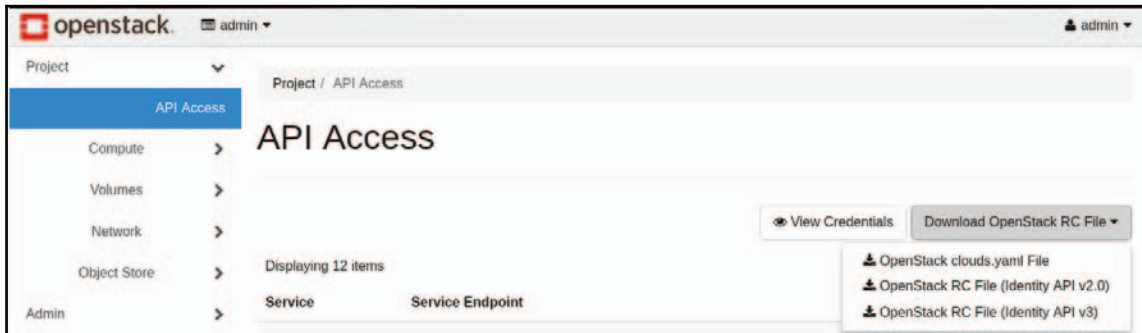 openstack. admin admin
Project
API Access
Compute
Volumes
Network
Object Store
Admin
Project / API Access
API Access
View Credentials Download OpenStack RC File
OpenStack clouds.yaml File
OpenStack RC File (Identity API v2.0)
OpenStack RC File (Identity API v3)
Displaying 12 items
Service Service Endpoint